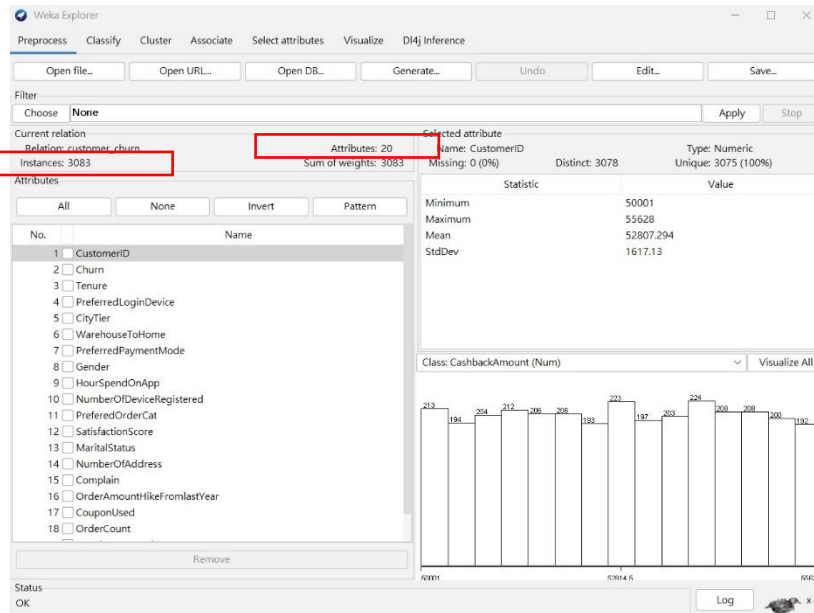 Weka Explorer
Preprocess Classify Cluster Associate Select attributes Visualize Dl4j Inference
Open file... Open URL... Open DB... Generate... Undo Edit... Save...
Filter
Choose None Apply Stop
Current relation
Relation: customer_churn Attributes: 20
Instances: 3083 Sum of weights: 3083
Selected attribute
Name: CustomerID Type: Numeric
Missing: 0 (0%) Distinct: 3078 Unique: 3075 (100%)
Attributes
All None Invert Pattern
No. Name
1 CustomerID
2 Churn
3 Tenure
4 PreferredLoginDevice
5 CityTier
6 WarehouseToHome
7 PreferredPaymentMode
8 Gender
9 HourSpendOnApp
10 NumberOfDeviceRegistered
11 PreferedOrderCat
12 SatisfactionScore
13 MaritalStatus
14 NumberOfAddress
15 Complain
16 OrderAmountHikeFromlastYear
17 CouponUsed
18 OrderCount
Remove
Statistic Value
Minimum 50001
Maximum 55628
Mean 52807.294
StdDev 1617.13
Class: CashbackAmount (Num) Visualize All
213 194 204 212 206 206 193 223 197 203 224 208 208 200 192
50001 52814.5
Status
OK
Log x